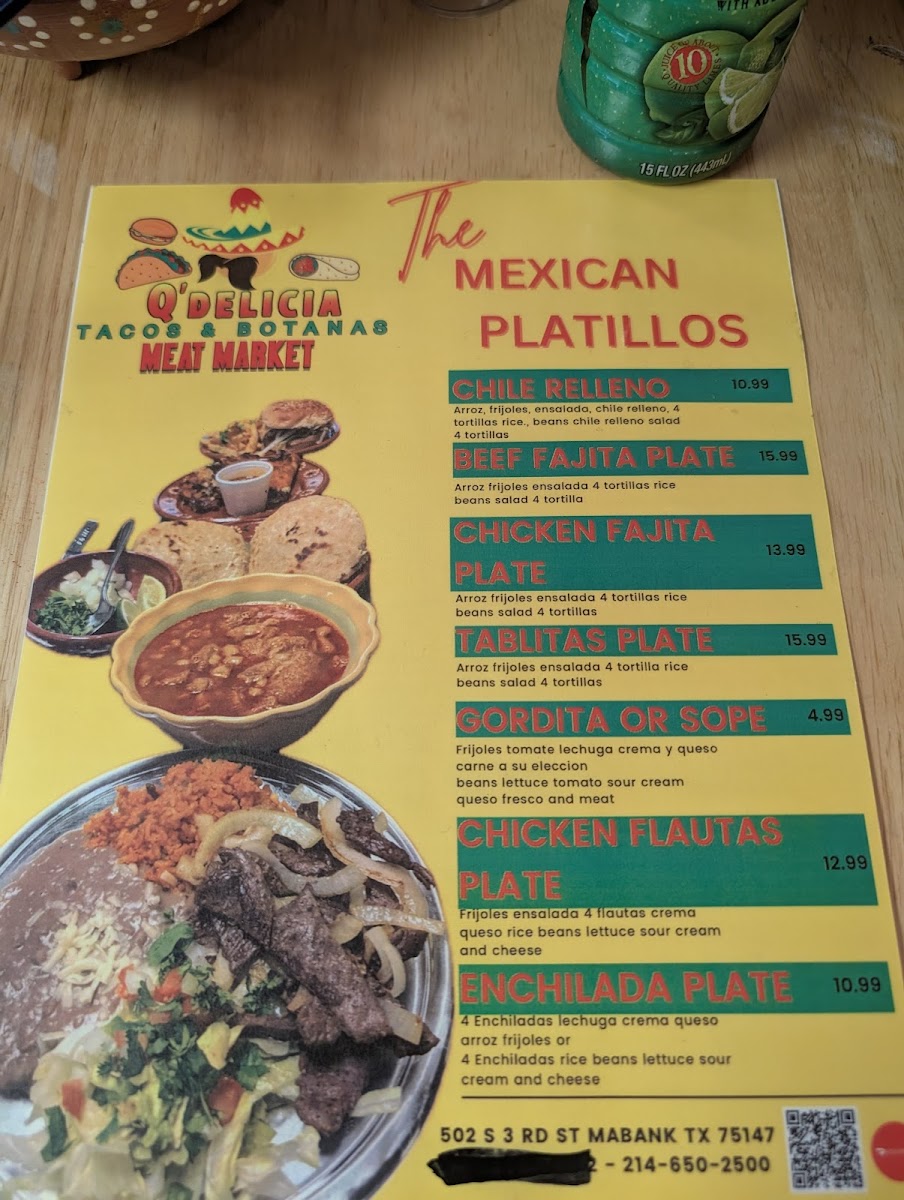 WITH
10
15 FL OZ (443mL)
The
MEXICAN
PLATILLOS
Q'DELICIA
TACOS & BOTANAS
MEAT MARKET
CHILE RELLENO 10.99
Arroz, frijoles, ensalada, chile relleno, 4
tortillas rice., beans chile relleno salad
4 tortillas
BEEF FAJITA PLATE 15.99
Arroz frijoles ensalada 4 tortillas rice
beans salad 4 tortilla
CHICKEN FAJITA
PLATE 13.99
Arroz frijoles ensalada 4 tortillas rice
beans salad 4 tortillas
TABLITAS PLATE 15.99
Arroz frijoles ensalada 4 tortilla rice
beans salad 4 tortillas
GORDITA OR SOPE 4.99
Frijoles tomate lechuga crema y queso
carne a su eleccion
beans lettuce tomato sour cream
queso fresco and meat
CHICKEN FLAUTAS
PLATE 12.99
Frijoles ensalada 4 flautas crema
queso rice beans lettuce sour cream
and cheese
ENCHILADA PLATE 10.99
4 Enchiladas lechuga crema queso
arroz frijoles or
4 Enchiladas rice beans lettuce sour
cream and cheese
502 S 3 RD ST MABANK TX 75147
2 - 214-650-2500